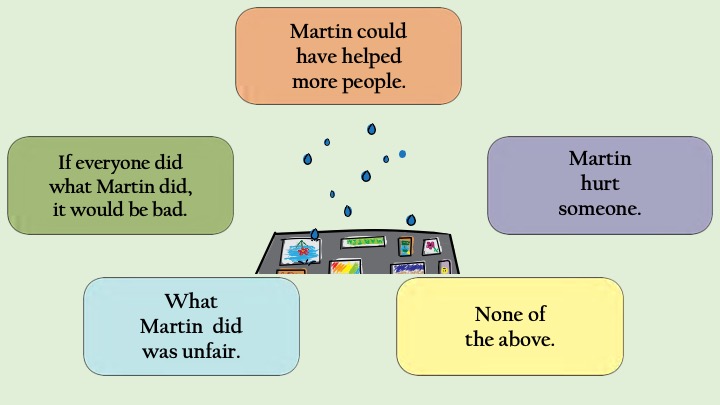 Martin could
have helped
more people.
If everyone did
what Martin did,
it would be bad.
Martin
hurt
someone.
What
Martin did
was unfair.
None of
the above.